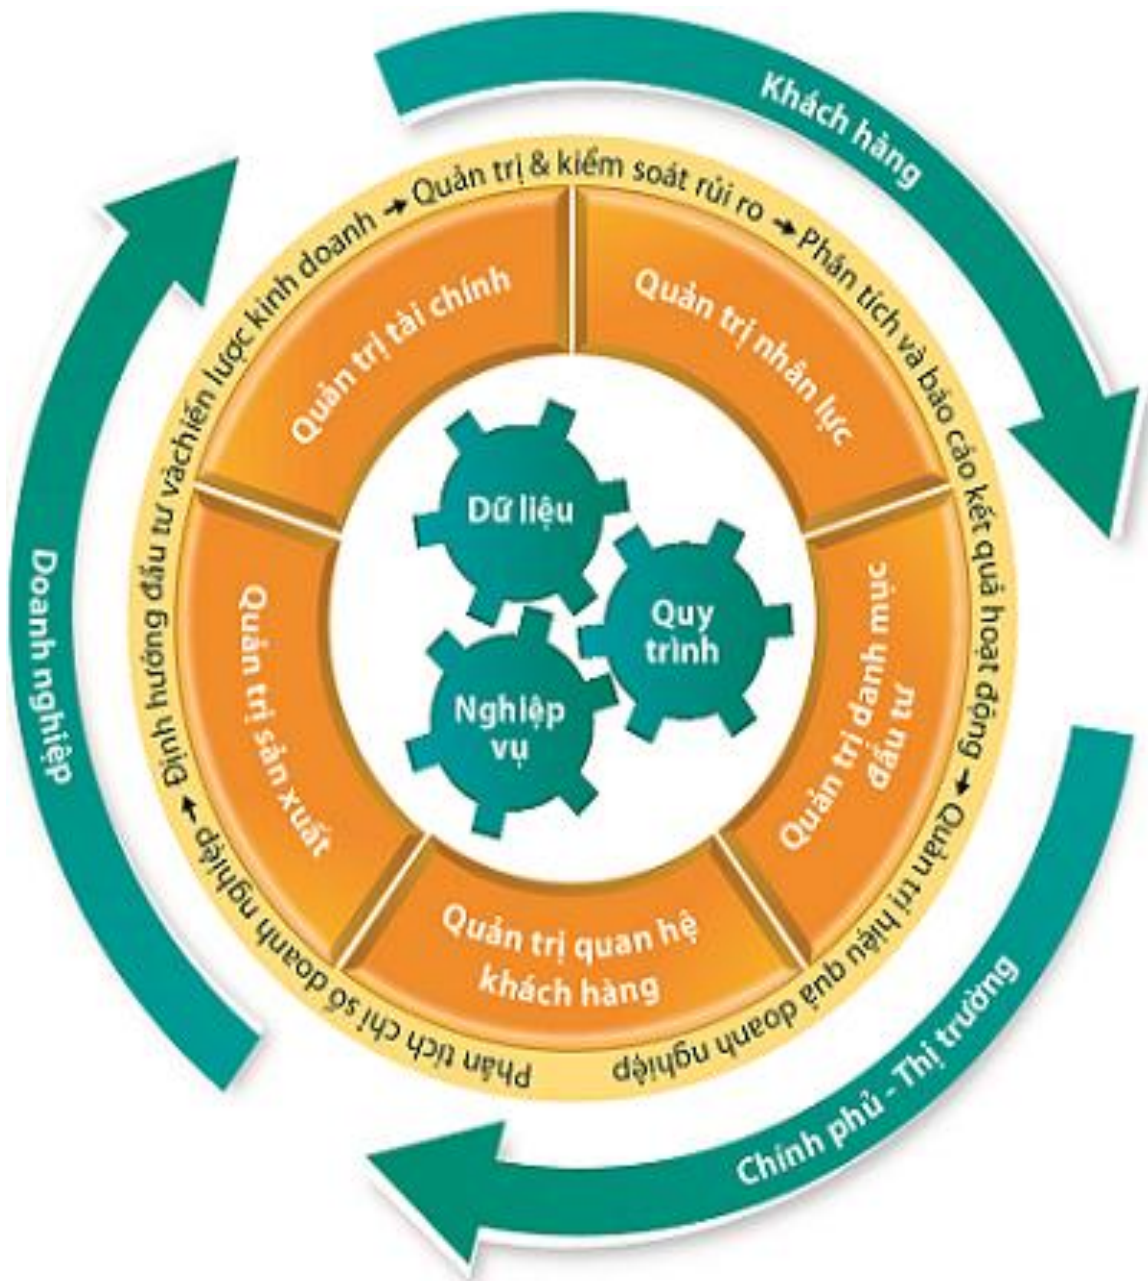 Khách hàng
Chính phủ - Thị trường
Doanh nghiệp
Định hướng đầu tư vàchiến lược kinh doanh → Quản trị & kiểm soát rủi ro → Phân tích và báo cáo kết quả hoạt động → Quản trị hiệu quả doanh nghiệp
Phân tích chỉ số doanh nghiệp →
Quản trị tài chính
Quản trị nhân lực
Quản trị danh mục
đầu tư
Quản trị quan hệ
khách hàng
Quản trị sản xuất
Dữ liệu
Quy
trình
Nghiệp
vụ